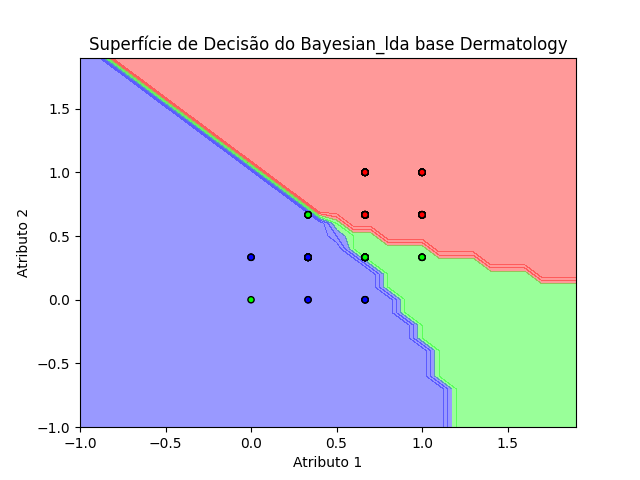 Superfície de Decisão do Bayesian_lda base Dermatology
1.5
1.0
0.5
0.0
−0.5
−1.0
Atributo 2
−1.0 −0.5 0.0 0.5 1.0 1.5
Atributo 1